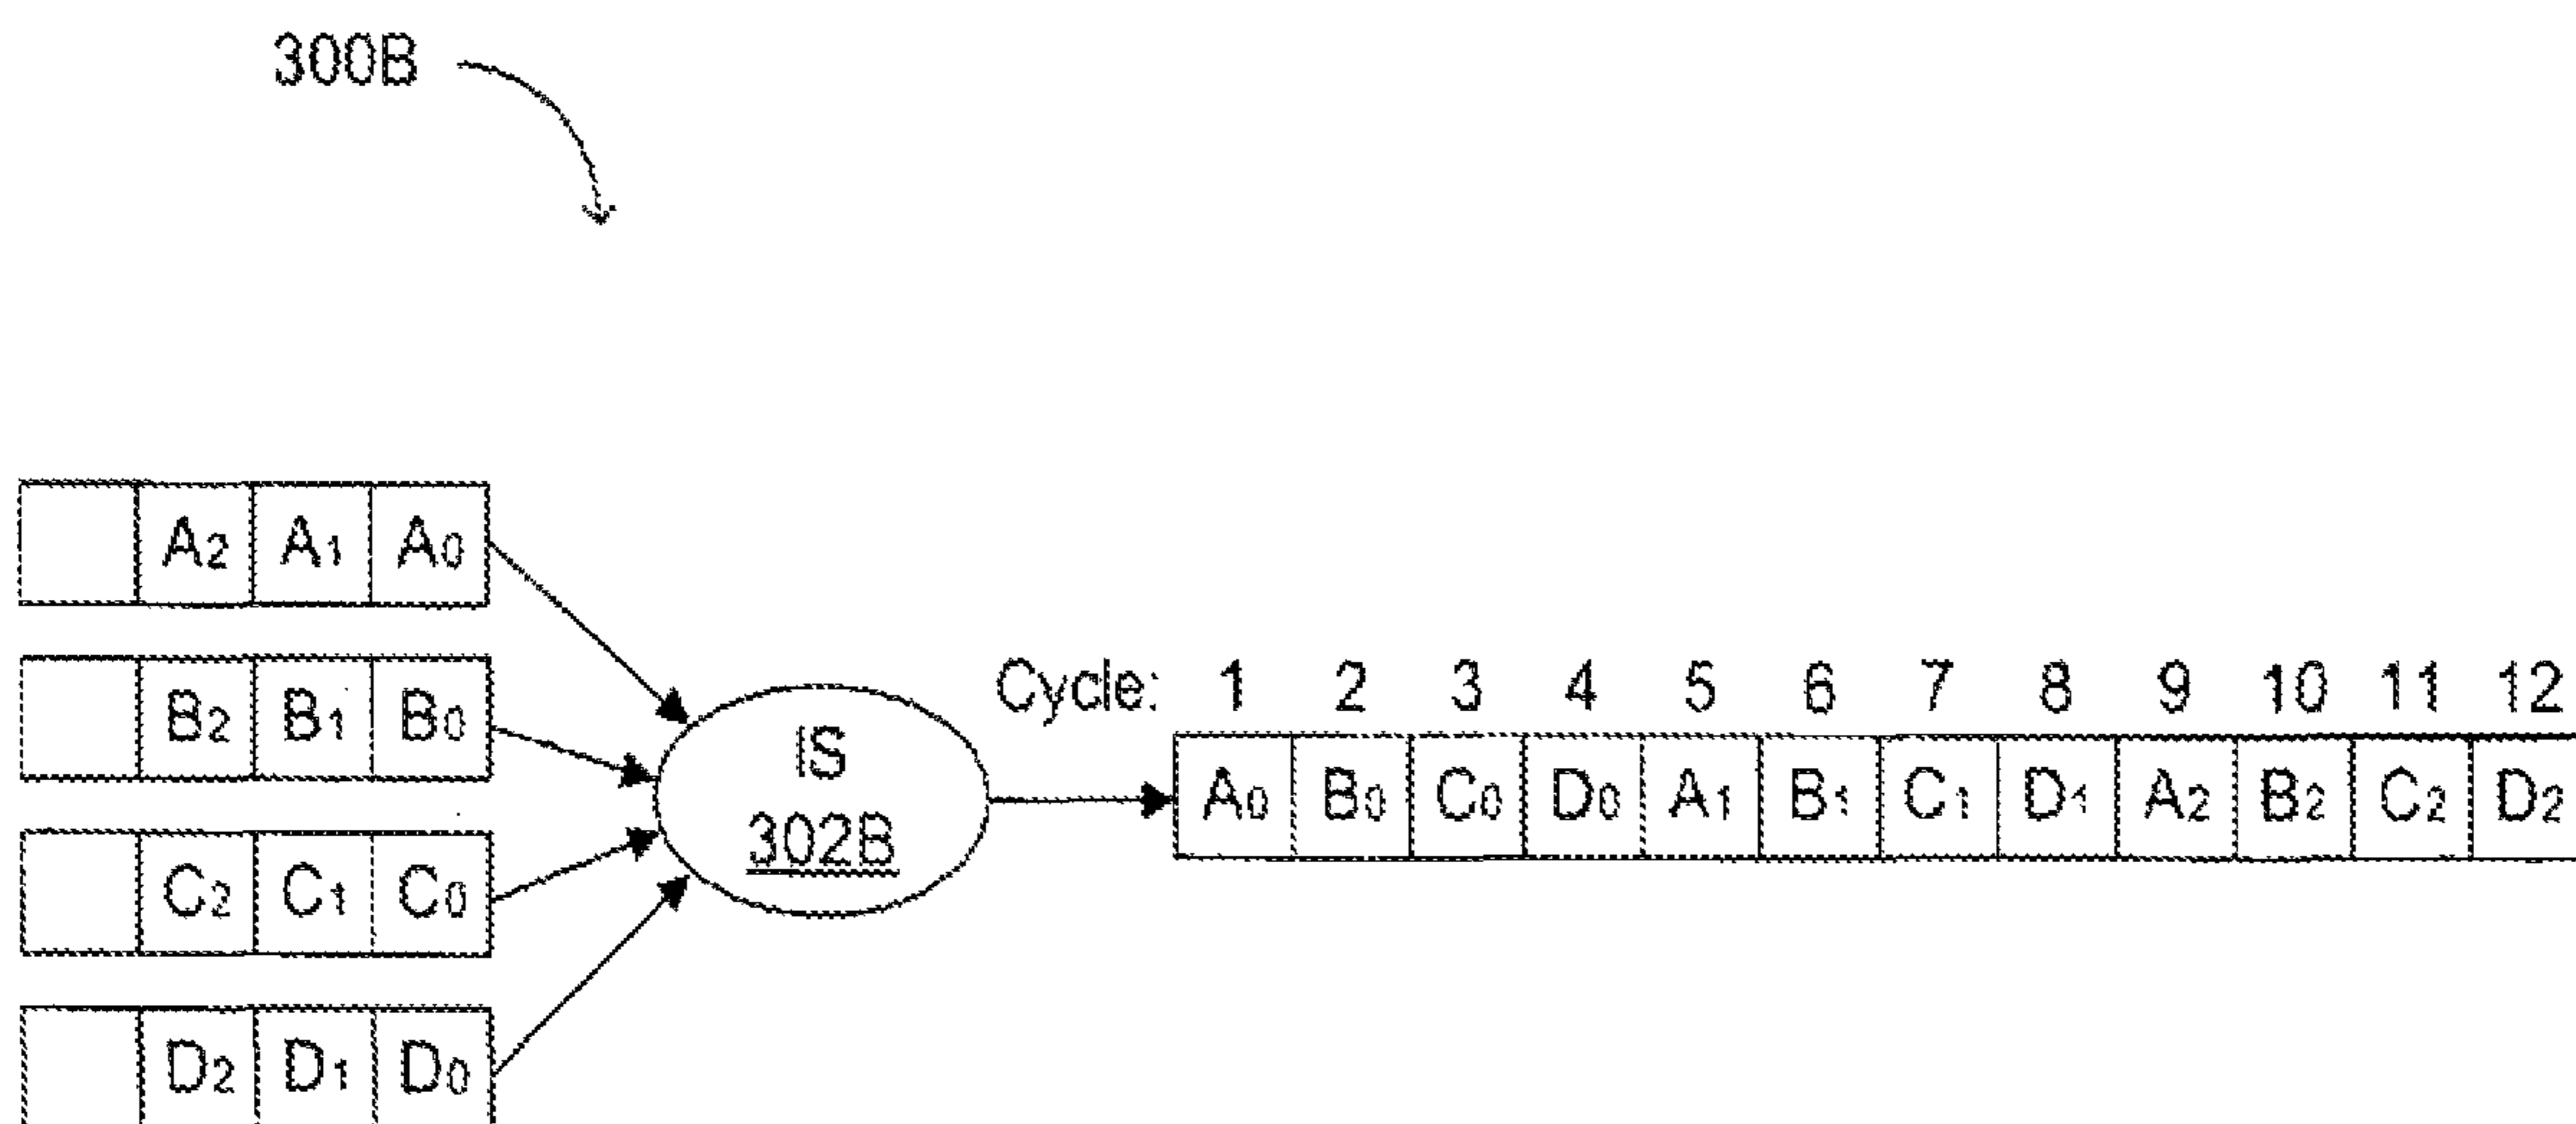 300B
A2 A1 A0
B2 B1 B0
C2 C1 C0
D2 D1 D0
IS
302B
Cycle: 1 2 3 4 5 6 7 8 9 10 11 12
A0 B0 C0 D0 A1 B1 C1 D1 A2 B2 C2 D2